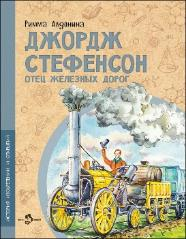 Римма Алдонина
ДЖОРДЖ
СТЕФЕНСОН
ОТЕЦ ЖЕЛЕЗНЫХ ДОРОГ